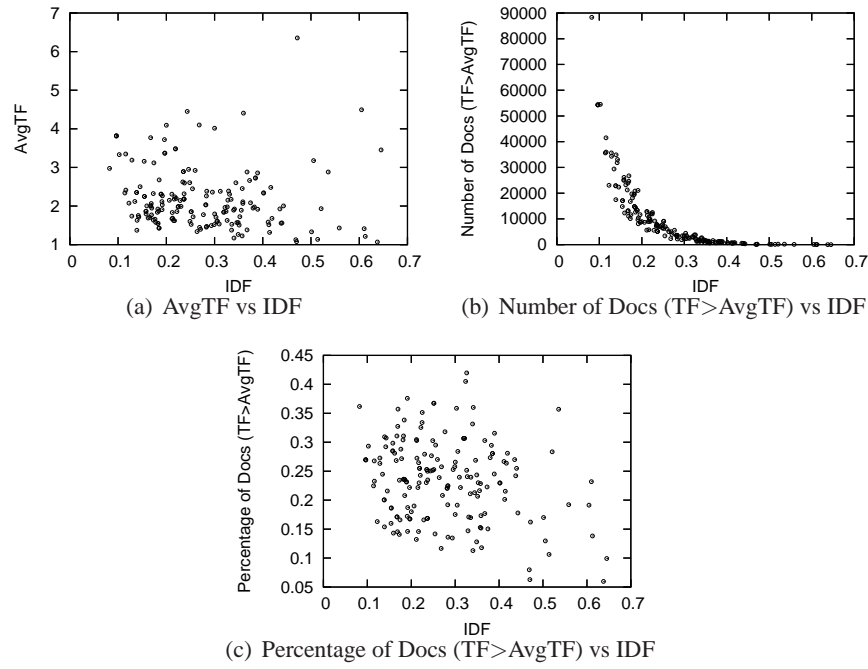 7
6
5
4
3
2
1
AvgTF
0 0.1 0.2 0.3 0.4 0.5 0.6 0.7
IDF
(a) AvgTF vs IDF
90000
80000
70000
60000
50000
40000
30000
20000
10000
0
Number of Docs (TF>AvgTF)
0 0.1 0.2 0.3 0.4 0.5 0.6 0.7
IDF
(b) Number of Docs (TF>AvgTF) vs IDF
0.45
0.4
0.35
0.3
0.25
0.2
0.15
0.1
0.05
Percentage of Docs (TF>AvgTF)
0 0.1 0.2 0.3 0.4 0.5 0.6 0.7
IDF
(c) Percentage of Docs (TF>AvgTF) vs IDF